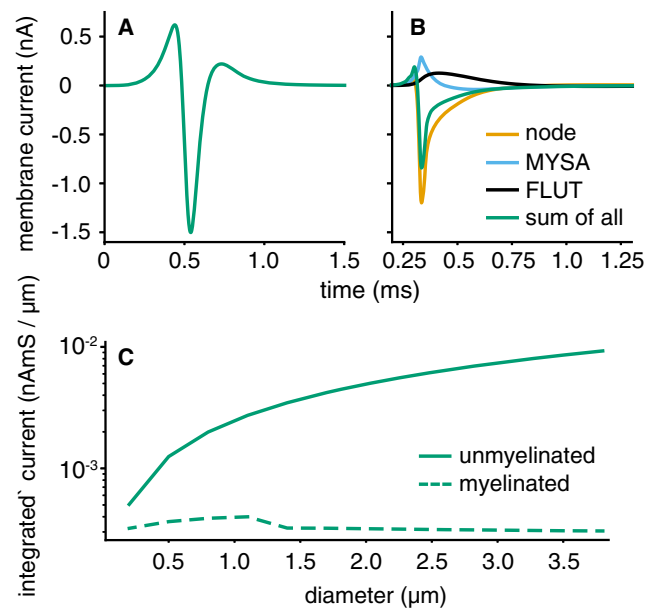 membrane current (nA)
A
0.5
0
-0.5
-1.0
-1.5
0
0.5
1.0
1.5
B
node
MYSA
FLUT
sum of all
0.25
0.5
0.75
1.0
1.25
time (ms)
integrated` current (nAmS / µm)
C
10-2
10-3
unmyelinated
myelinated
0.5
1.0
1.5
2.0
2.5
3.0
3.5
diameter (µm)